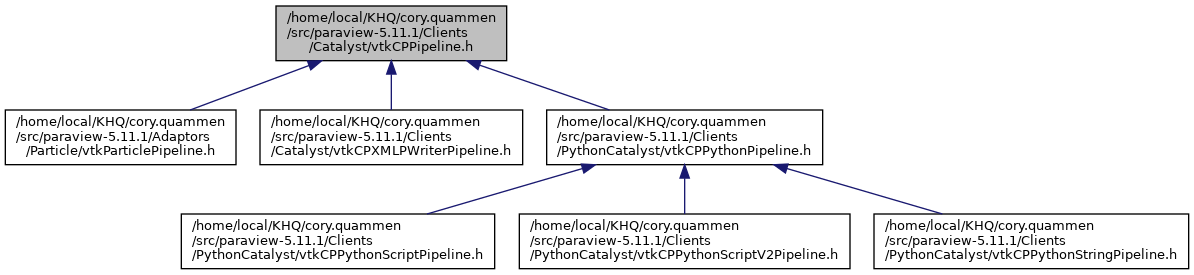 /home/local/KHQ/cory.quammen
/src/paraview-5.11.1/Clients
/Catalyst/vtkCPPipeline.h
/home/local/KHQ/cory.quammen
/src/paraview-5.11.1/Adaptors
/Particle/vtkParticlePipeline.h
/home/local/KHQ/cory.quammen
/src/paraview-5.11.1/Clients
/Catalyst/vtkCPXMLPWriterPipeline.h
/home/local/KHQ/cory.quammen
/src/paraview-5.11.1/Clients
/PythonCatalyst/vtkCPPythonPipeline.h
/home/local/KHQ/cory.quammen
/src/paraview-5.11.1/Clients
/PythonCatalyst/vtkCPPythonScriptPipeline.h
/home/local/KHQ/cory.quammen
/src/paraview-5.11.1/Clients
/PythonCatalyst/vtkCPPythonScriptV2Pipeline.h
/home/local/KHQ/cory.quammen
/src/paraview-5.11.1/Clients
/PythonCatalyst/vtkCPPythonStringPipeline.h